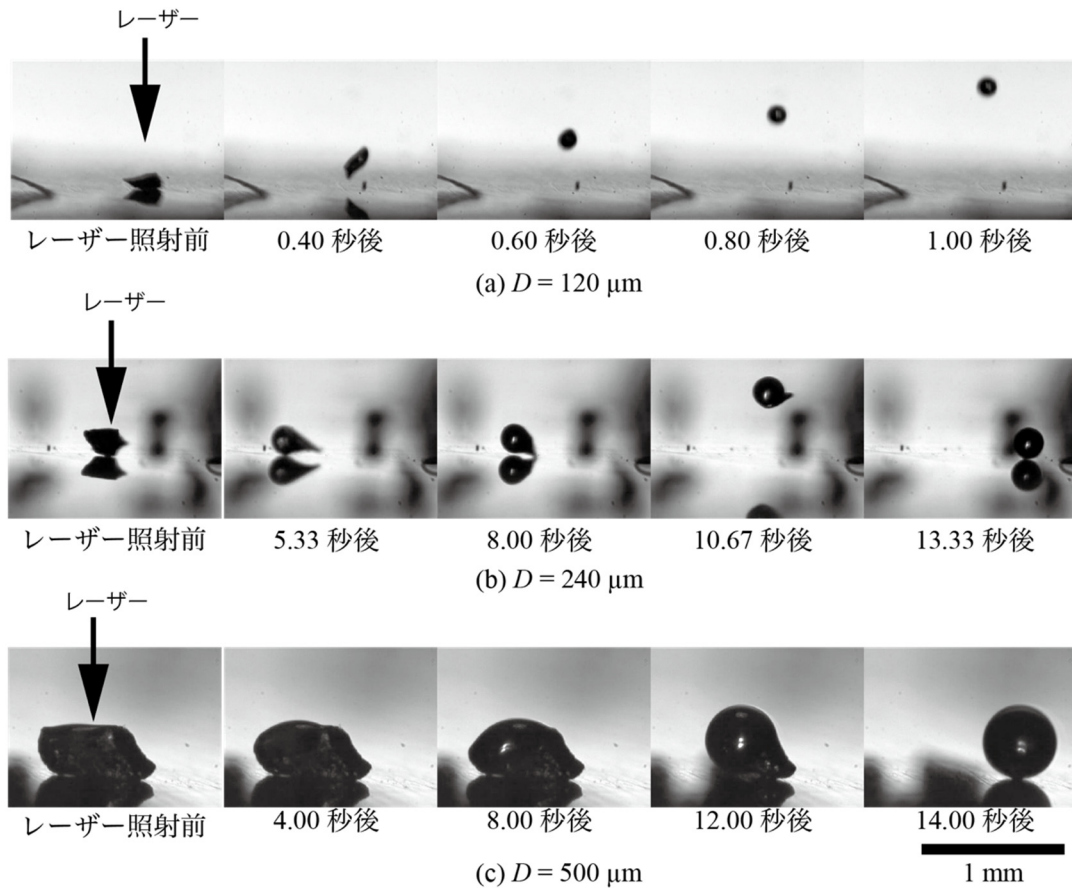 レーザー
レーザー照射前 0.40 秒後 0.60 秒後 0.80 秒後 1.00 秒後
(a) D = 120 μm
レーザー
レーザー照射前 5.33 秒後 8.00 秒後 10.67 秒後 13.33 秒後
(b) D = 240 μm
レーザー
レーザー照射前 4.00 秒後 8.00 秒後 12.00 秒後 14.00 秒後
1 mm
(c) D = 500 μm